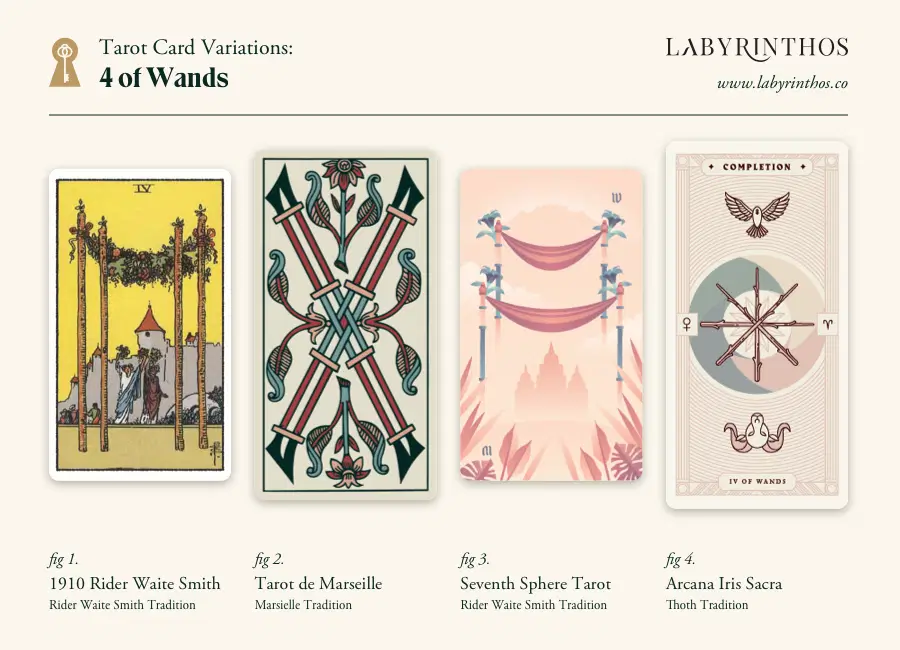 Tarot Card Variations:
4 of Wands
LABYRINTHOS
www.labyrinthos.co
IV
W
W
COMPLETION
♀
♈
IV OF WANDS
fig 1.
1910 Rider Waite Smith
Rider Waite Smith Tradition
fig 2.
Tarot de Marseille
Marsielle Tradition
fig 3.
Seventh Sphere Tarot
Rider Waite Smith Tradition
fig 4.
Arcana Iris Sacra
Thoth Tradition